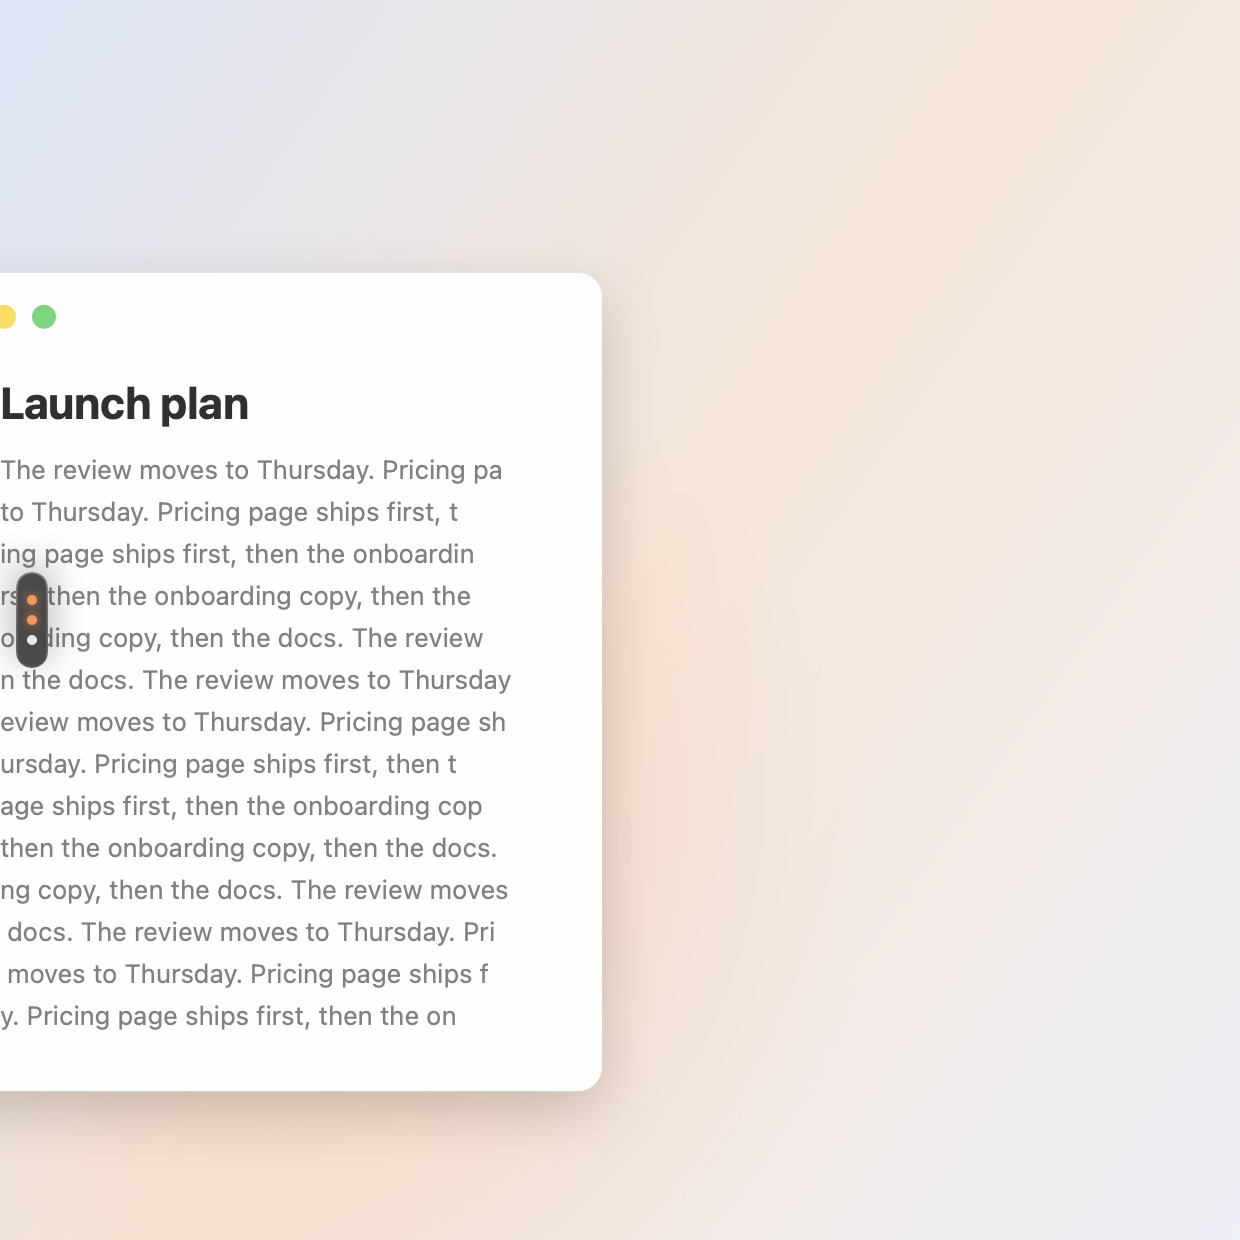 Launch plan
The review moves to Thursday. Pricing pa
to Thursday. Pricing page ships first, t
ing page ships first, then the onboardin
then the onboarding copy, then the
ding copy, then the docs. The review
n the docs. The review moves to Thursday
eview moves to Thursday. Pricing page sh
ursday. Pricing page ships first, then t
age ships first, then the onboarding cop
then the onboarding copy, then the docs.
ng copy, then the docs. The review moves
docs. The review moves to Thursday. Pri
moves to Thursday. Pricing page ships f
y. Pricing page ships first, then the on